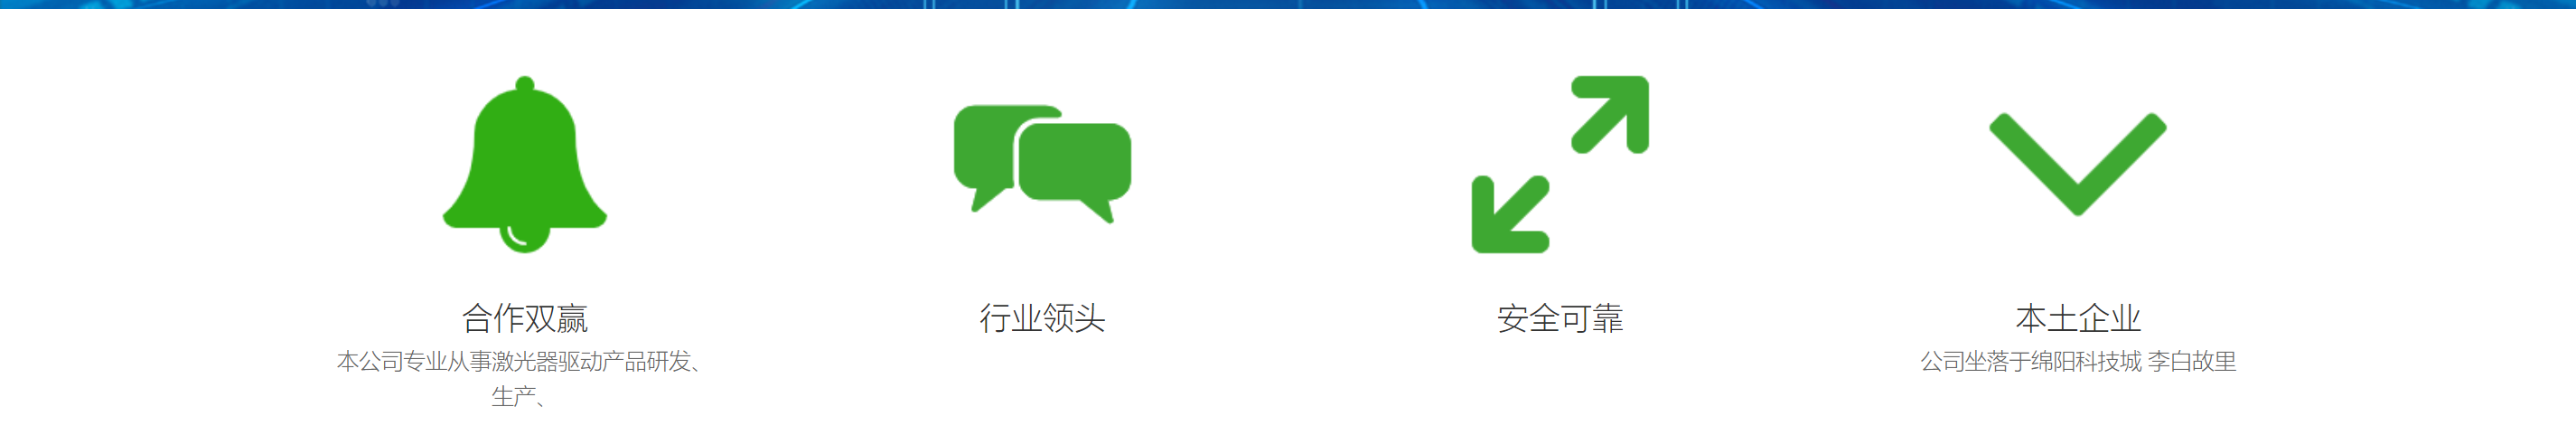 合作双赢
本公司专业从事激光器驱动产品研发、
生产、
行业领头
安全可靠
本土企业
公司坐落于绵阳科技城 李白故里